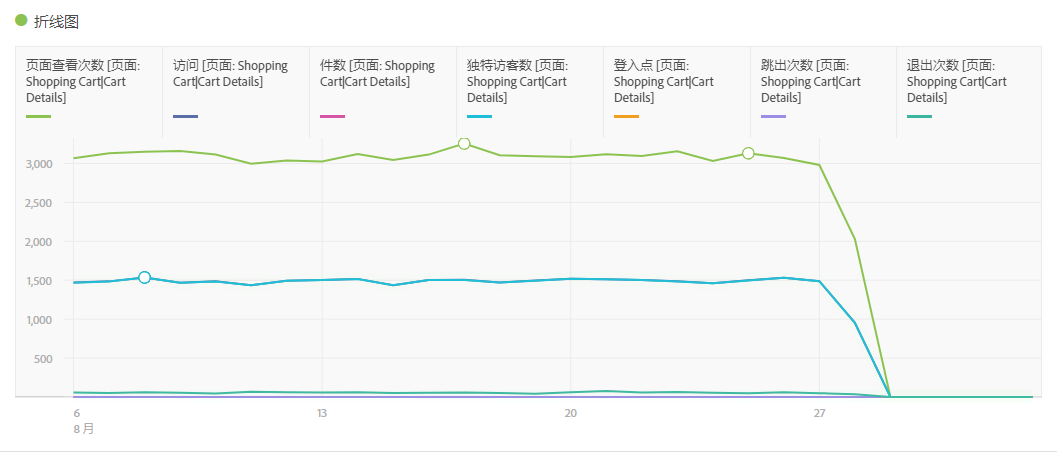 折线图
页面查看次数 [页面:
Shopping Cart|Cart
Details]
访问 [页面: Shopping
Cart|Cart Details]
件数 [页面: Shopping
Cart|Cart Details]
独特访客数 [页面:
Shopping Cart|Cart
Details]
登入点 [页面:
Shopping Cart|Cart
Details]
跳出次数 [页面:
Shopping Cart|Cart
Details]
退出次数 [页面:
Shopping Cart|Cart
Details]
3,000
2,500
2,000
1,500
1,000
500
6 13 20 27
8 月